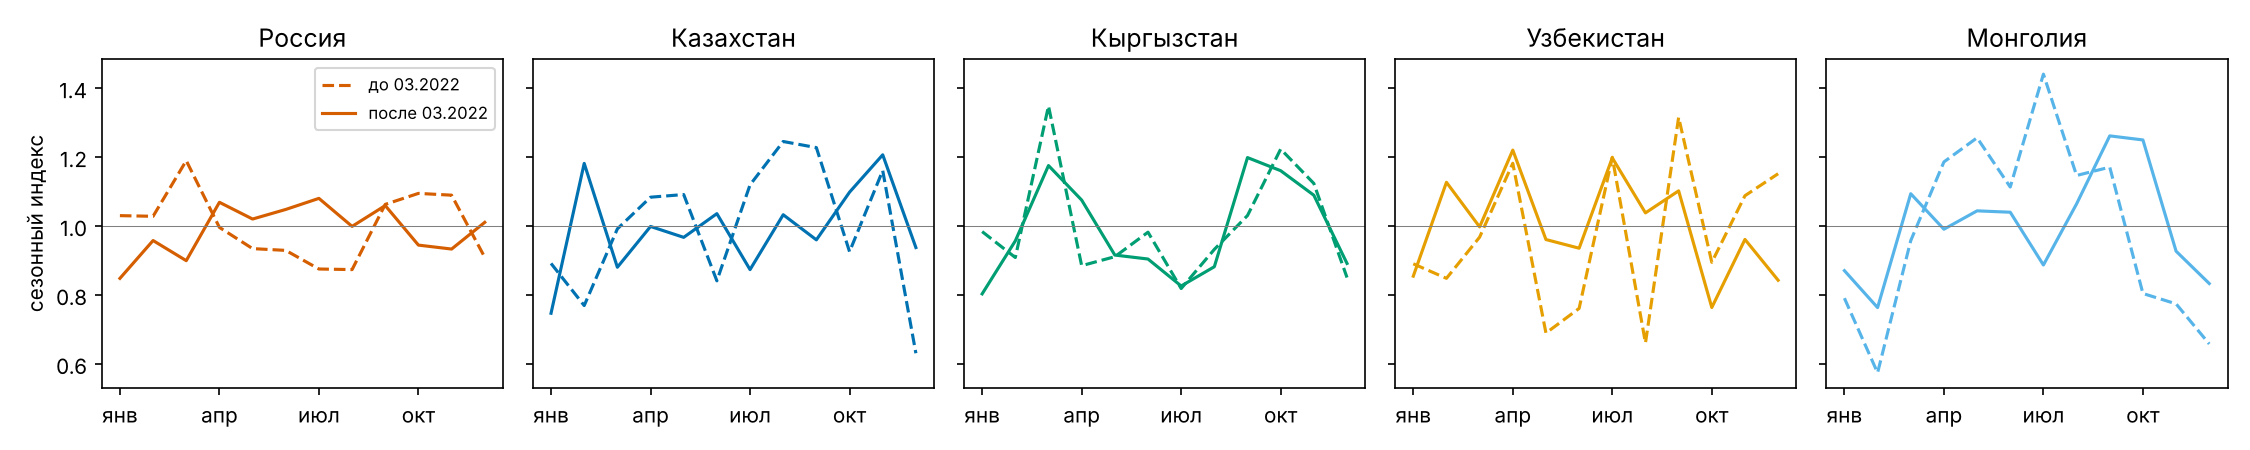 Россия
Казахстан
Кыргызстан
Узбекистан
Монголия
сезонный индекс
1.4
1.2
1.0
0.8
0.6
до 03.2022
после 03.2022
янв апр июл окт
янв апр июл окт
янв апр июл окт
янв апр июл окт
янв апр июл окт